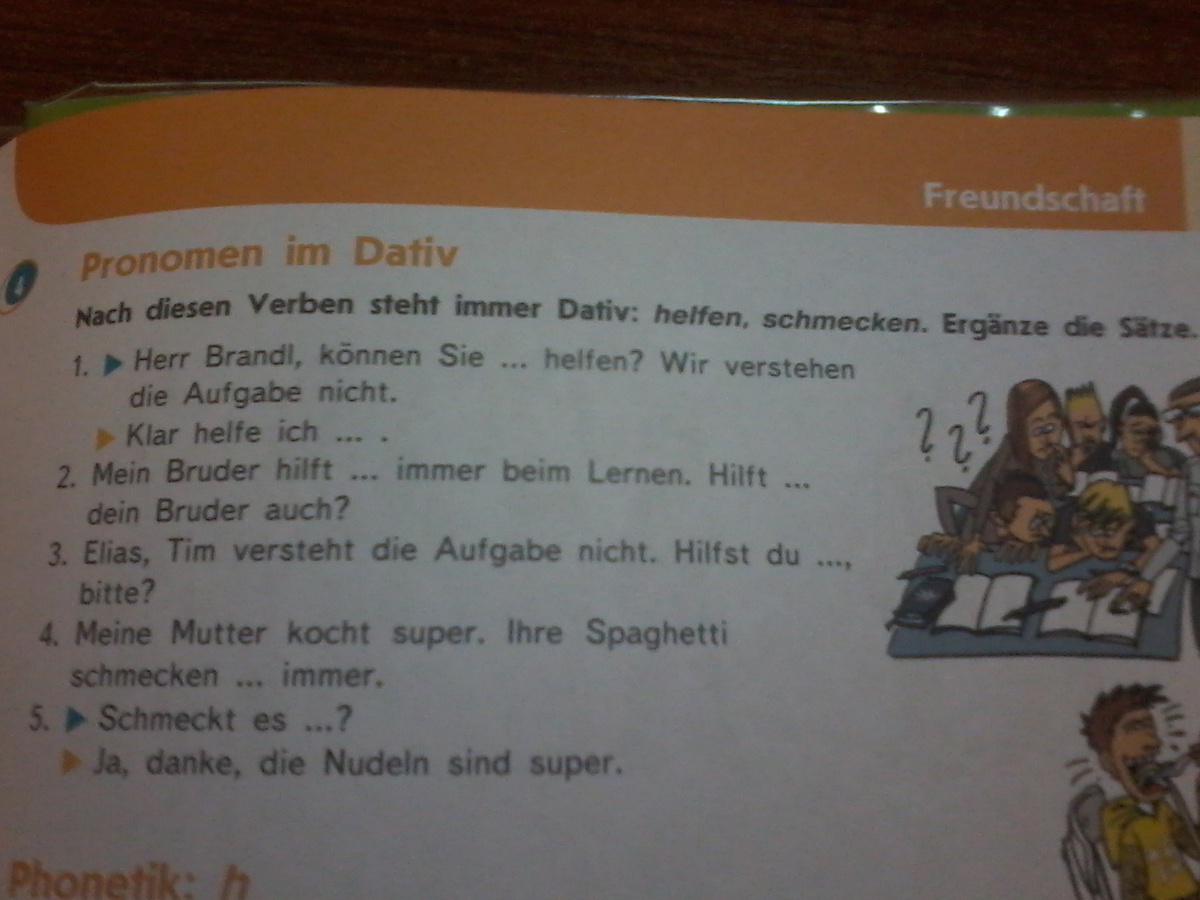 Freundschaft
4 Pronomen im Dativ
Nach diesen Verben steht immer Dativ: helfen, schmecken. Ergänze die Sätze.
1. ▶ Herr Brandl, können Sie ... helfen? Wir verstehen
die Aufgabe nicht.
▶ Klar helfe ich ... .
2. Mein Bruder hilft ... immer beim Lernen. Hilft ...
dein Bruder auch?
3. Elias, Tim versteht die Aufgabe nicht. Hilfst du ...,
bitte?
4. Meine Mutter kocht super. Ihre Spaghetti
schmecken ... immer.
5. ▶ Schmeckt es ...?
▶ Ja, danke, die Nudeln sind super.
? ? ?
Phonetik: h